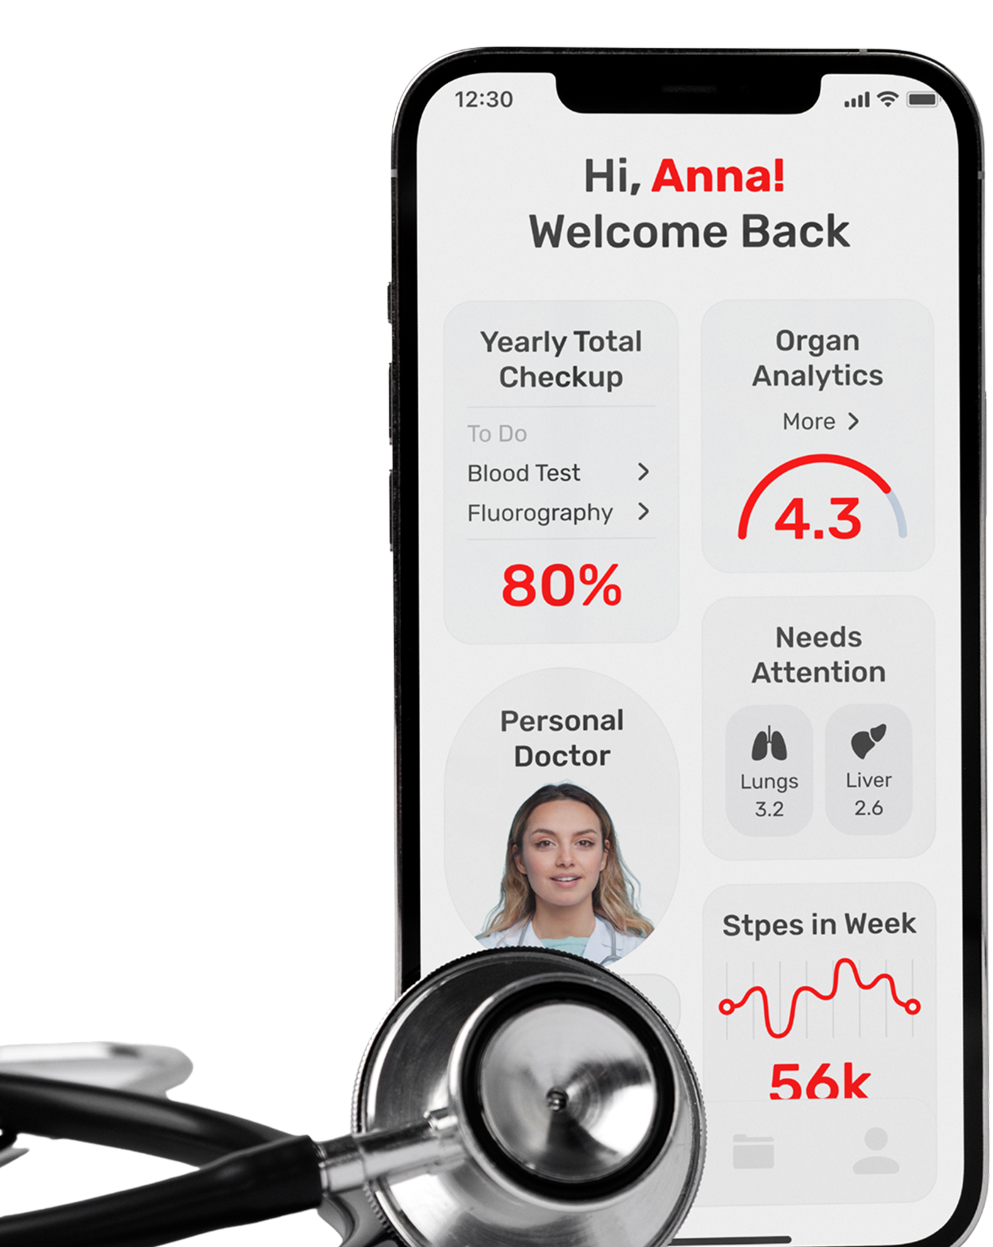 12:30
Hi, Anna!
Welcome Back
Yearly Total
Checkup
To Do
Blood Test
Fluorography
80%
Personal
Doctor
Organ
Analytics
More
4.3
Needs
Attention
Lungs
3.2
Liver
2.6
Stpes in Week
56k